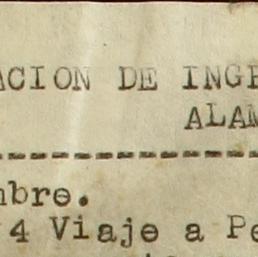 ACION DE INGR
ALAM
mbre.
4 Viaje a Pe